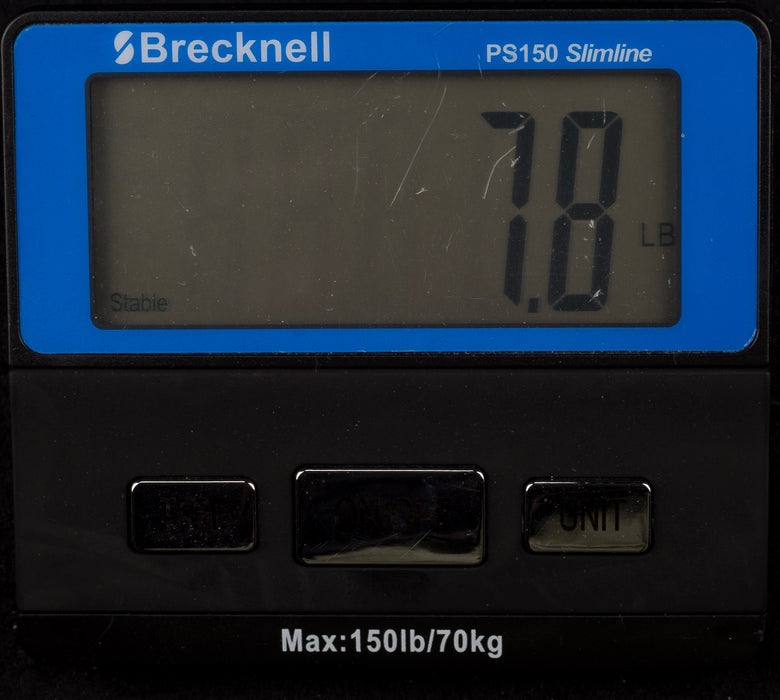 Brecknell PS150 Slimline
7.8 LB
Stable
UNIT
Max:150lb/70kg